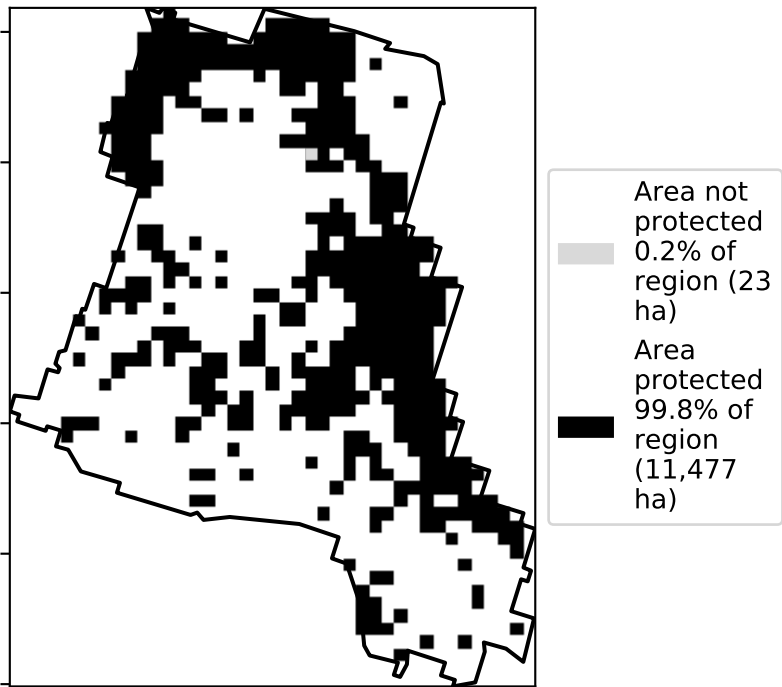 Area not
protected
0.2% of
region (23
ha)
Area
protected
99.8% of
region
(11,477
ha)